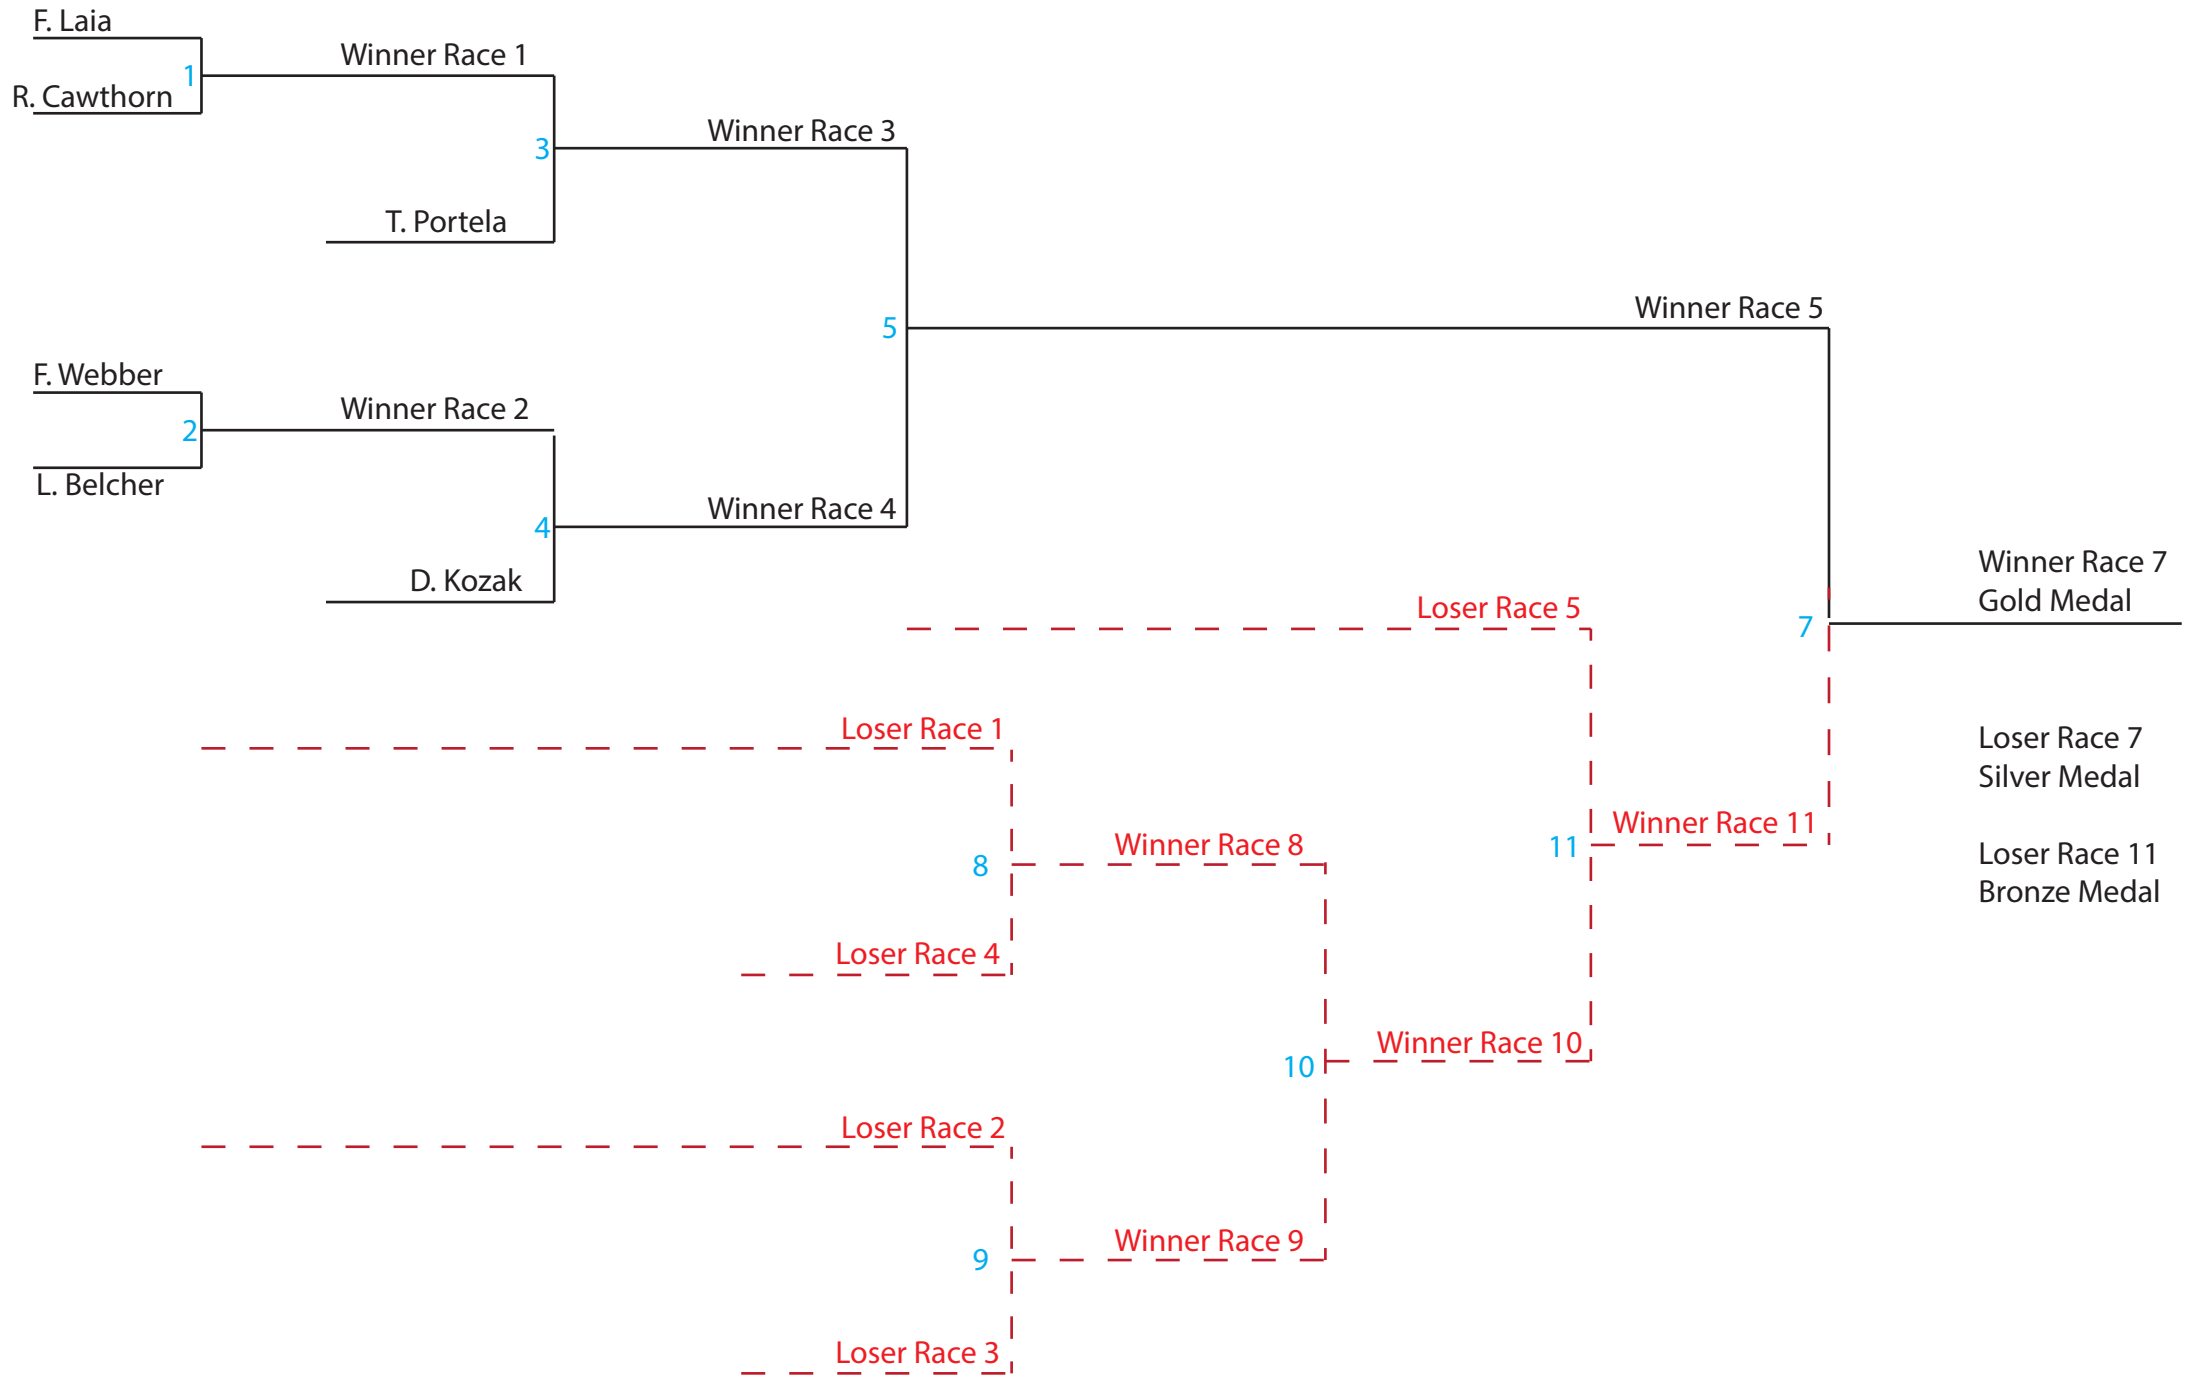 F. Laia
Winner Race 1
1
R. Cawthorn
Winner Race 3
3
T. Portela
Winner Race 5
5
F. Webber
Winner Race 2
2
L. Belcher
Winner Race 4
4
D. Kozak
Winner Race 7
Gold Medal
Loser Race 5
7
Loser Race 1
Loser Race 7
Silver Medal
Winner Race 11
Winner Race 8
11
8
Loser Race 11
Bronze Medal
Loser Race 4
Winner Race 10
10
Loser Race 2
Winner Race 9
9
Loser Race 3